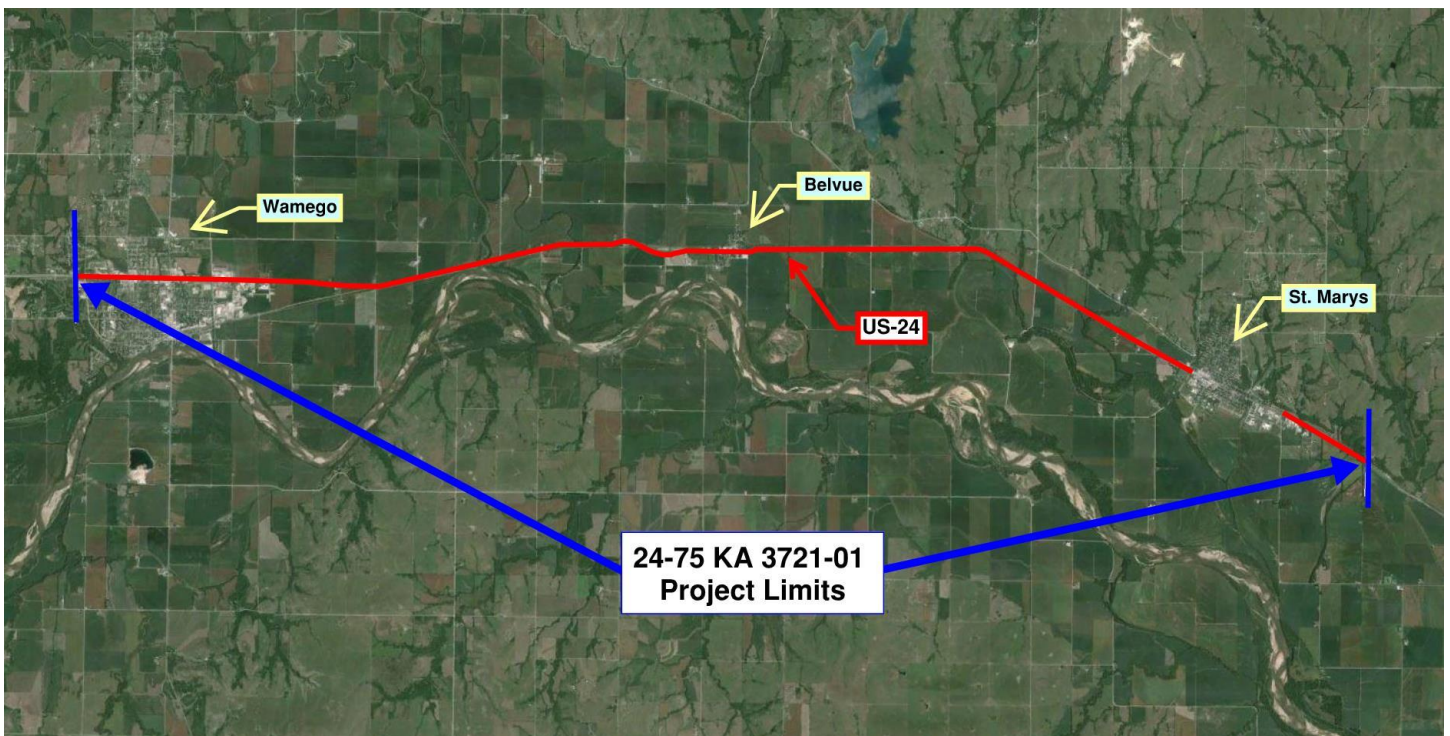 Wamego
Belvue
US-24
St. Marys
24-75 KA 3721-01
Project Limits